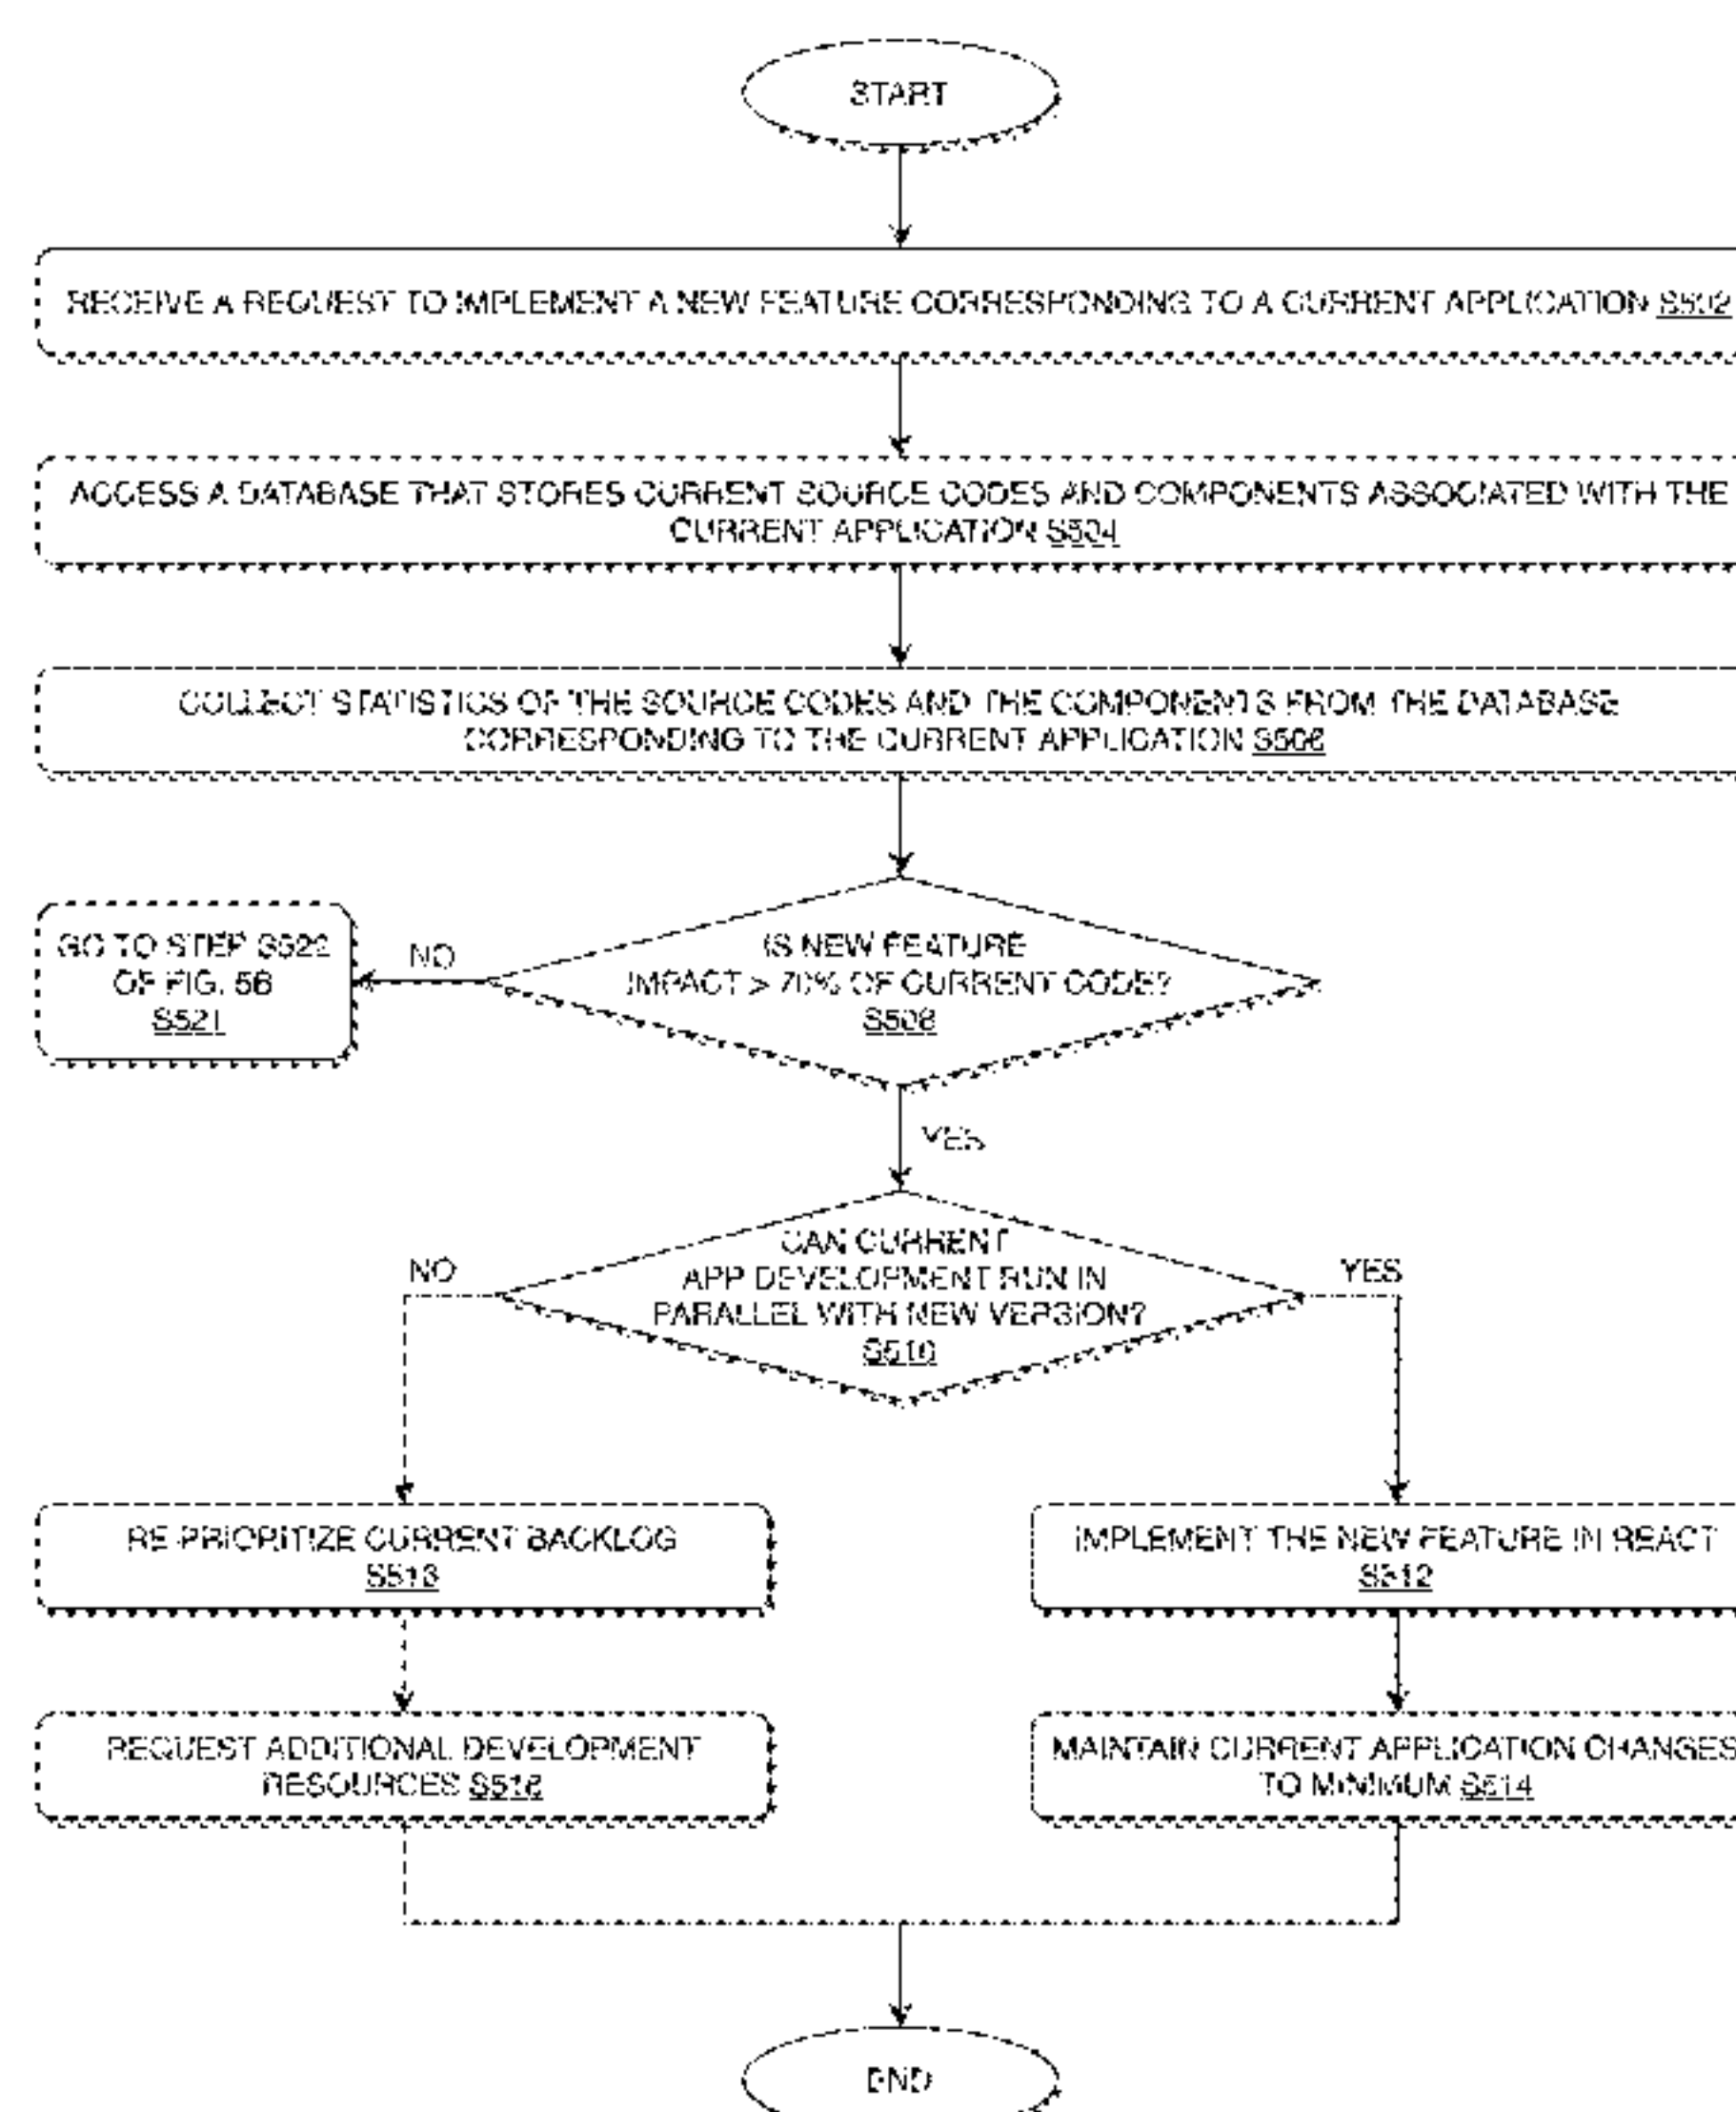 START
RECEIVE A REQUEST TO IMPLEMENT A NEW FEATURE CORRESPONDING TO A CURRENT APPLICATION S502
ACCESS A DATABASE THAT STORES CURRENT SOURCE CODES AND COMPONENTS ASSOCIATED WITH THE
CURRENT APPLICATION S504
COLLECT STATISTICS OF THE SOURCE CODES AND THE COMPONENTS FROM THE DATABASE
CORRESPONDING TO THE CURRENT APPLICATION S506
IS NEW FEATURE
IMPACT > 70% OF CURRENT CODE?
S508
NO
GO TO STEP S522
OF FIG. 5B
S521
YES
CAN CURRENT
APP DEVELOPMENT RUN IN
PARALLEL WITH NEW VERSION?
S510
NO
YES
RE-PRIORITIZE CURRENT BACKLOG
IMPLEMENT THE NEW FEATURE IN REACT
S512
REQUEST ADDITIONAL DEVELOPMENT
RESOURCES
MAINTAIN CURRENT APPLICATION CHANGES
TO MINIMUM S514
END